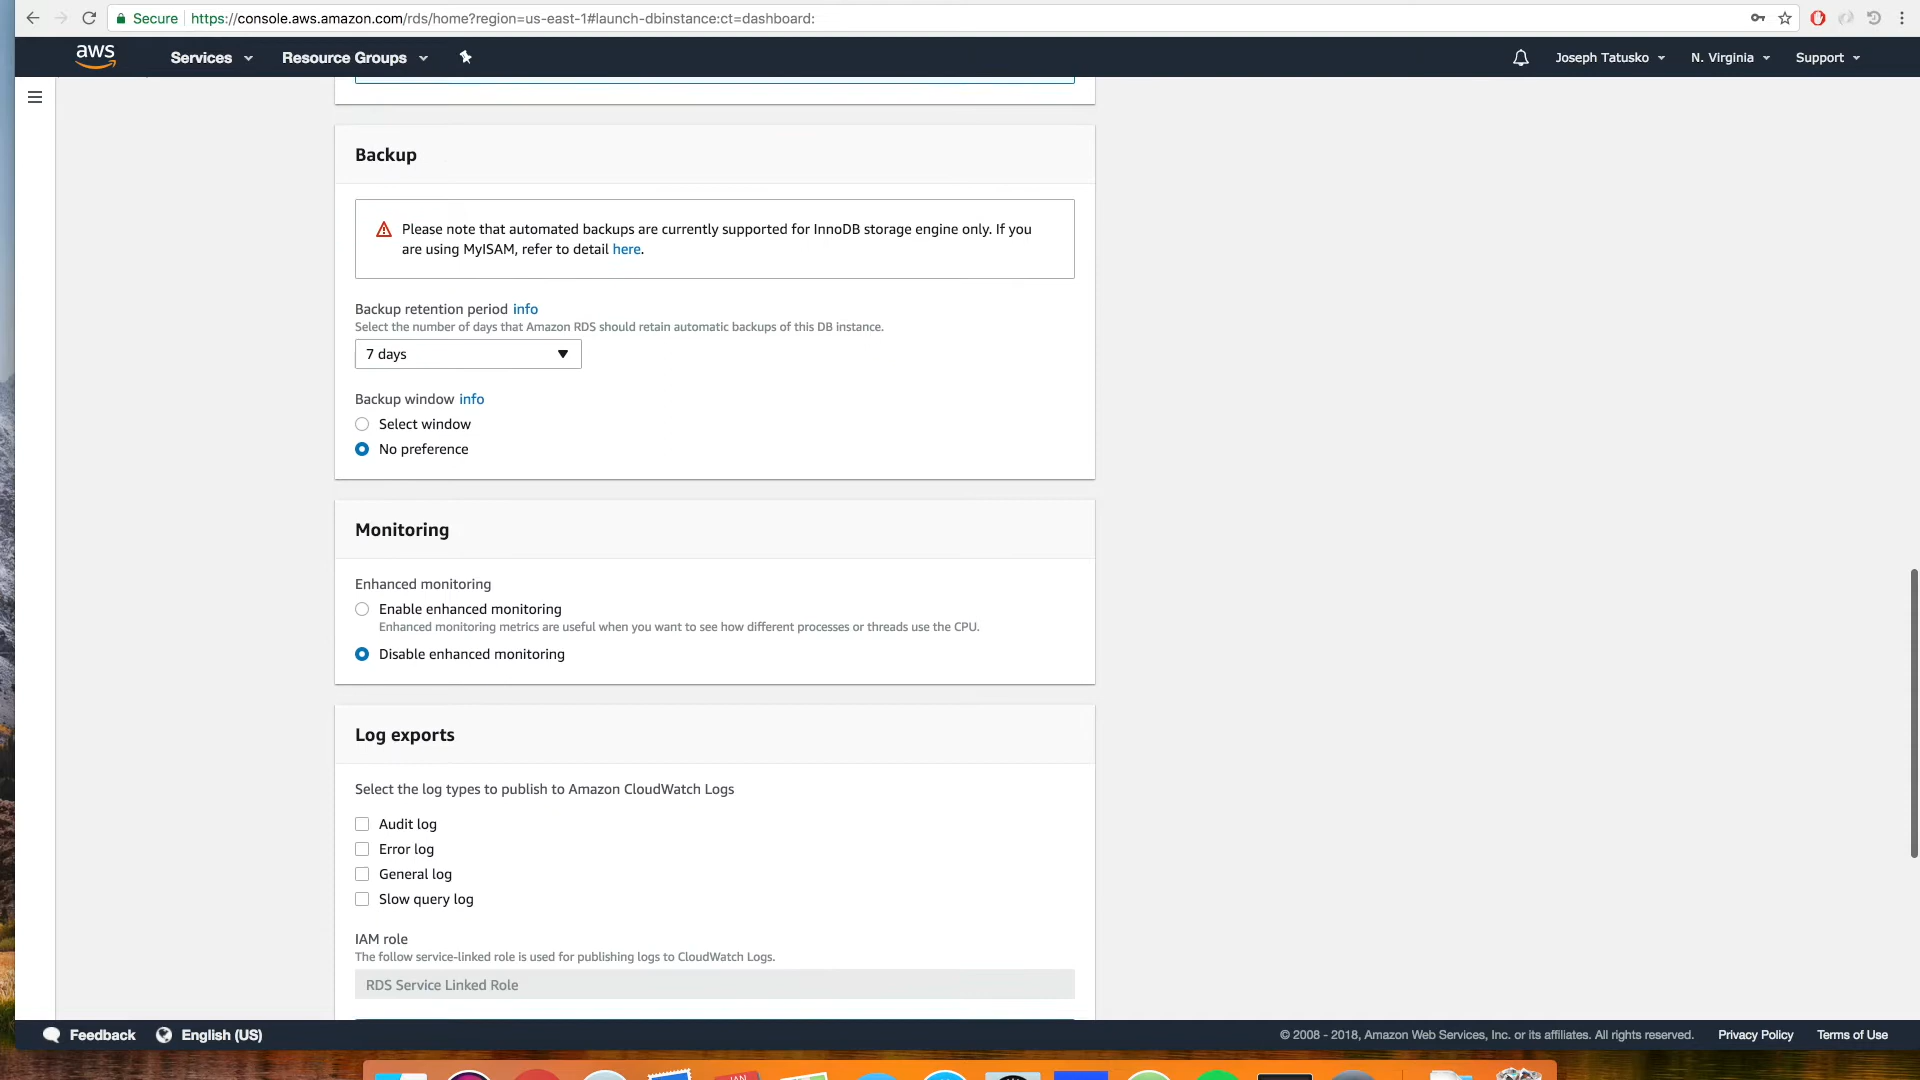 Secure https://console.aws.amazon.com/rds/home?region=us-east-1#launch-dbinstance:ct=dashboard:
aws Services Resource Groups Joseph Tatusko N. Virginia Support
Backup
Please note that automated backups are currently supported for InnoDB storage engine only. If you
are using MyISAM, refer to detail here.
Backup retention period info
Select the number of days that Amazon RDS should retain automatic backups of this DB instance.
7 days
Backup window info
Select window
No preference
Monitoring
Enhanced monitoring
Enable enhanced monitoring
Enhanced monitoring metrics are useful when you want to see how different processes or threads use the CPU.
Disable enhanced monitoring
Log exports
Select the log types to publish to Amazon CloudWatch Logs
Audit log
Error log
General log
Slow query log
IAM role
The follow service-linked role is used for publishing logs to CloudWatch Logs.
RDS Service Linked Role
Feedback English (US) © 2008 - 2018, Amazon Web Services, Inc. or its affiliates. All rights reserved. Privacy Policy Terms of Use
JAN